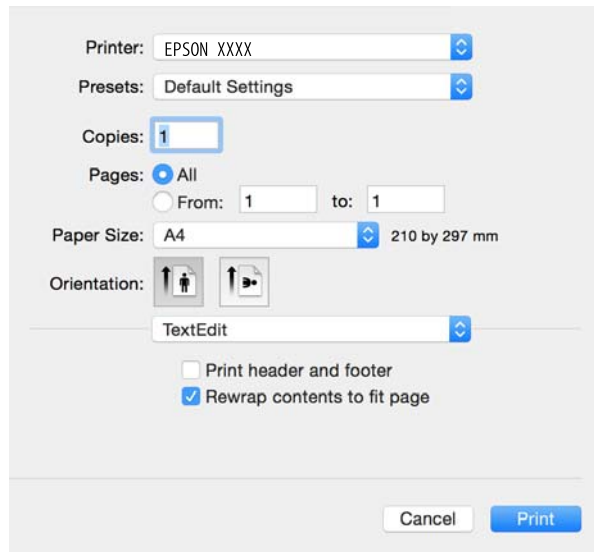 Printer: EPSON XXXX
Presets: Default Settings
Copies: 1
Pages: All
From: 1 to: 1
Paper Size: A4 210 by 297 mm
Orientation:
TextEdit
Print header and footer
Rewrap contents to fit page
Cancel Print